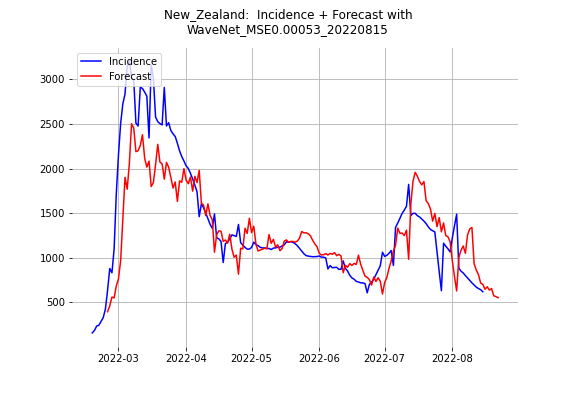 New_Zealand:  Incidence + Forecast with
WaveNet_MSE0.00053_20220815
Incidence
Forecast
3000
2500
2000
1500
1000
500
2022-03 2022-04 2022-05 2022-06 2022-07 2022-08